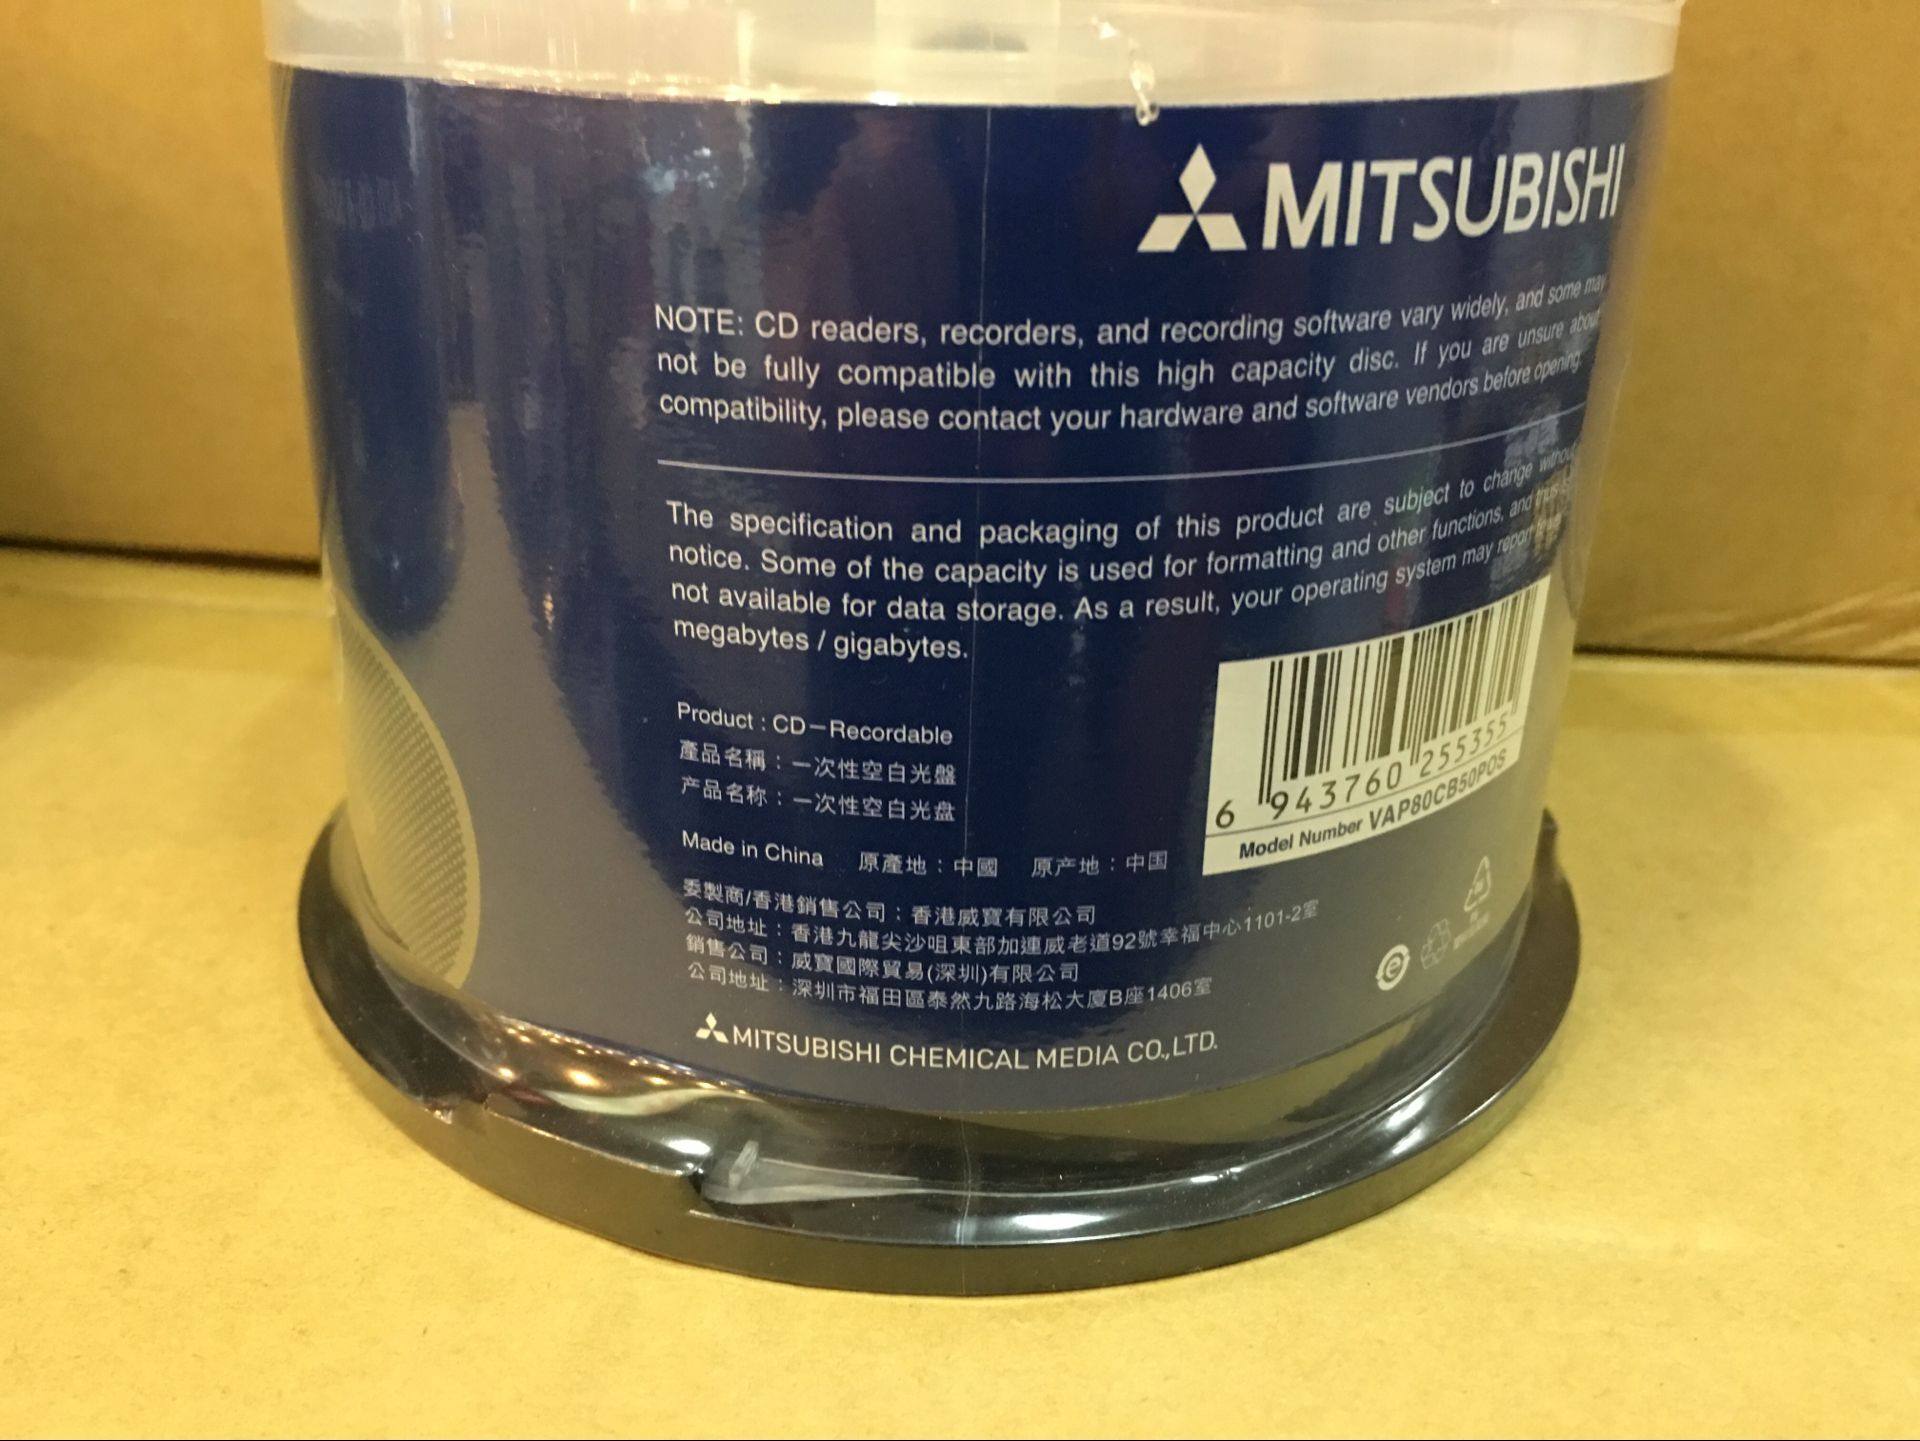 MITSUBISHI
NOTE: CD readers, recorders, and recording software vary widely, and some may
not be fully compatible with this high capacity disc. If you are unsure about
compatibility, please contact your hardware and software vendors before opening.
The specification and packaging of this product are subject to change without
notice. Some of the capacity is used for formatting and other functions, and thus is
not available for data storage. As a result, your operating system may report fewer
megabytes / gigabytes.
Product : CD-Recordable
產品名稱：一次性空白光盤
产品名称：一次性空白光盘
Made in China 原產地：中國 原产地：中国
6 943760 255355
Model Number VAP80CB50POS
委製商/香港銷售公司：香港威寶有限公司
公司地址：香港九龍尖沙咀東部加連威老道92號幸福中心1101-2室
銷售公司：威寶國際貿易(深圳)有限公司
公司地址：深圳市福田區泰然九路海松大廈B座1406室
MITSUBISHI CHEMICAL MEDIA CO.,LTD.